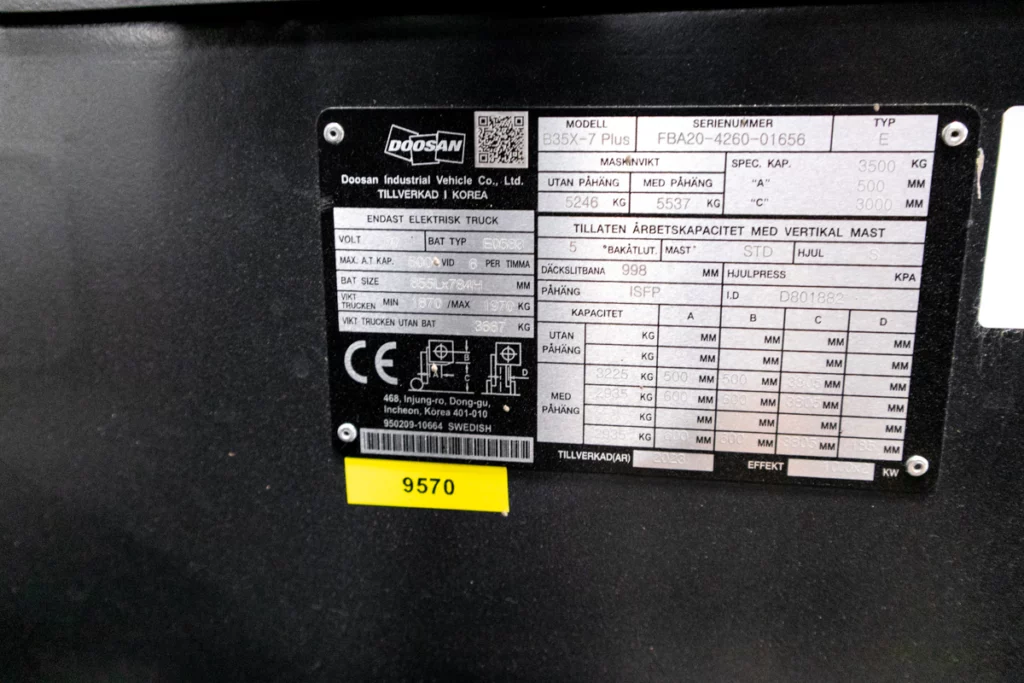 DOOSAN
Doosan Industrial Vehicle Co., Ltd.
TILLVERKAD I KOREA
ENDAST ELEKTRISK TRUCK
VOLT BAT TYP
MAX. A.T KAP. VID 6 PER TIMMA
BAT SIZE MM
VIKT TRUCKEN MIN 1870 /MAX KG
VIKT TRUCKEN UTAN BAT 3687 KG
CE
A B C D
468, Injung-ro, Dong-gu,
Incheon, Korea 401-010
950209-10664 SWEDISH
MODELL SERIENUMMER TYP
B35X-7 Plus FBA20-4260-01656 E
MASKINVIKT
UTAN PÅHÄNG MED PÅHÄNG
5246 KG 5537 KG
SPEC. KAP. 3500 KG
"A" 500 MM
"C" 3000 MM
TILLATEN ÅRBETSKAPACITET MED VERTIKAL MAST
5 °BAKÅTLUT. MAST STD HJUL
DÄCKSLITBANA 998 MM HJULPRESS KPA
PÅHÄNG ISFP I.D
KAPACITET A B C D
UTAN PÅHÄNG
KG MM MM MM MM
KG MM MM MM MM
MED PÅHÄNG
3225 KG 500 MM 500 MM MM MM
KG 600 MM MM MM MM
KG MM MM MM MM
KG MM MM MM MM
TILLVERKAD(AR) 2023 EFFEKT KW
9570